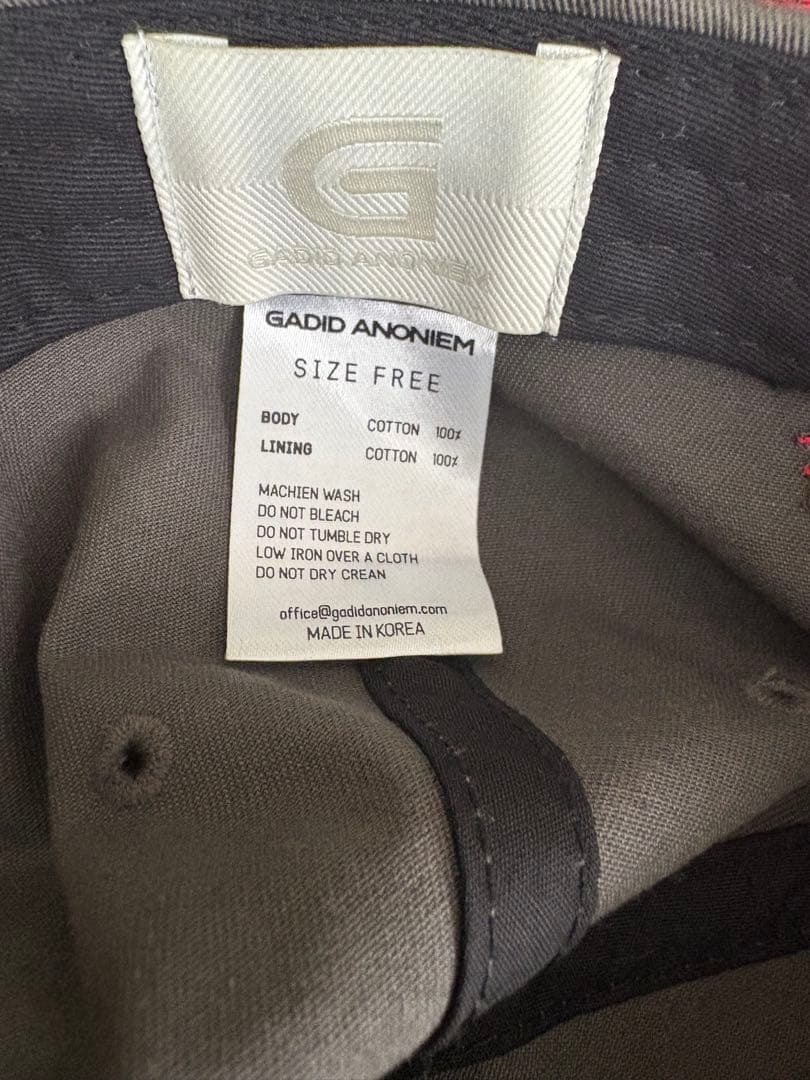 G
GADID ANONIEM
GADID ANONIEM
SIZE FREE
BODY COTTON 100%
LINING COTTON 100%
MACHIEN WASH
DO NOT BLEACH
DO NOT TUMBLE DRY
LOW IRON OVER A CLOTH
DO NOT DRY CREAN
office@gadidanoniem.com
MADE IN KOREA